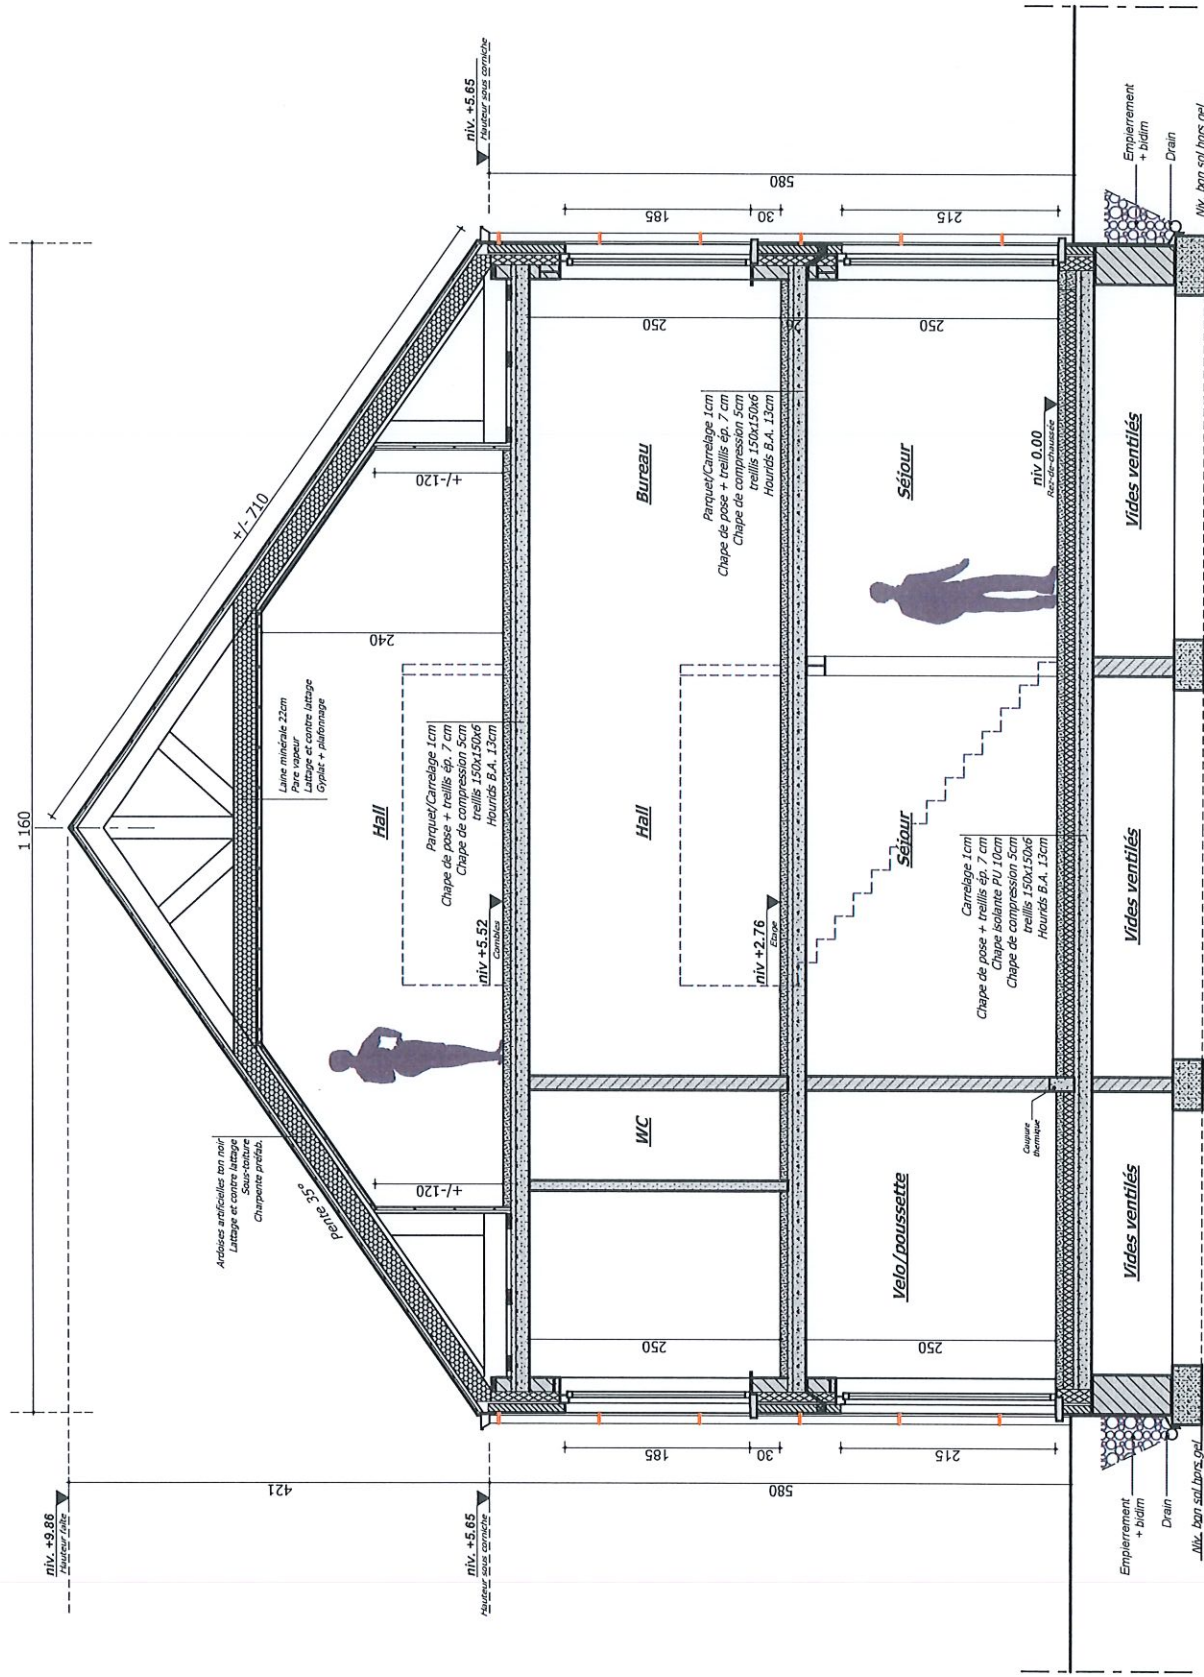 1 160
niv. +9.86
Hauteur faîte
421
niv. +5.65
Hauteur sous corniche
niv. +5.65
Hauteur sous corniche
+/- 710
Ardoises artificielles ton noir
Lattage et contre lattage
Sous-toiture
Charpente préfab.
Pente 35°
Laine minérale 22cm
Pare vapeur
Lattage et contre lattage
Gyplat + plafonnage
240
+/-120
+/-120
Hall
Parquet/Carrelage 1cm
Chape de pose + treillis ép. 7 cm
Chape de compression 5cm
treillis 150x150x6
Hourids B.A. 13cm
niv +5.52
Combles
185
30
215
580
250
250
WC
Hall
Bureau
250
26
250
185
30
215
580
Parquet/Carrelage 1cm
Chape de pose + treillis ép. 7 cm
Chape de compression 5cm
treillis 150x150x6
Hourids B.A. 13cm
niv +2.76
Etage
Velo/poussette
Séjour
Séjour
Carrelage 1cm
Chape de pose + treillis ép. 7 cm
Chape isolante PU 10cm
Chape de compression 5cm
treillis 150x150x6
Hourids B.A. 13cm
niv 0.00
Rez-de-chaussée
Coupure
thermique
Vides ventilés
Vides ventilés
Vides ventilés
Empierrement
+ bidim
Drain
Niv. bon sol hors gel
Empierrement
+ bidim
Drain
Niv. bon sol hors gel